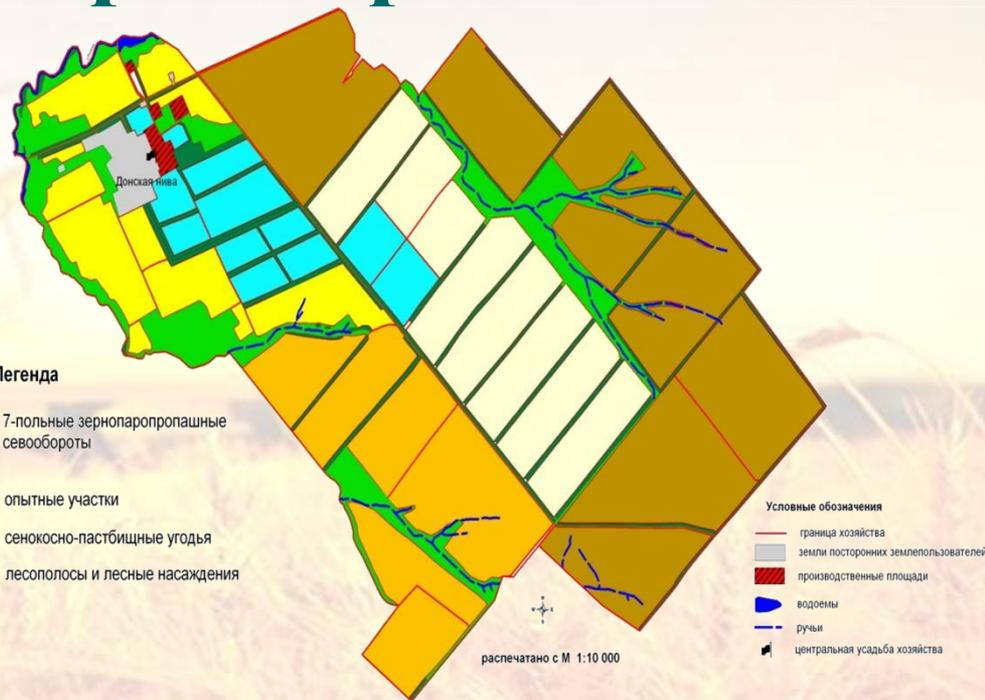 Донская нива
Легенда
7-польные зернопаропропашные
севообороты
опытные участки
сенокосно-пастбищные угодья
лесополосы и лесные насаждения
Условные обозначения
граница хозяйства
земли посторонних землепользователей
производственные площади
водоемы
ручьи
центральная усадьба хозяйства
распечатано с М 1:10 000